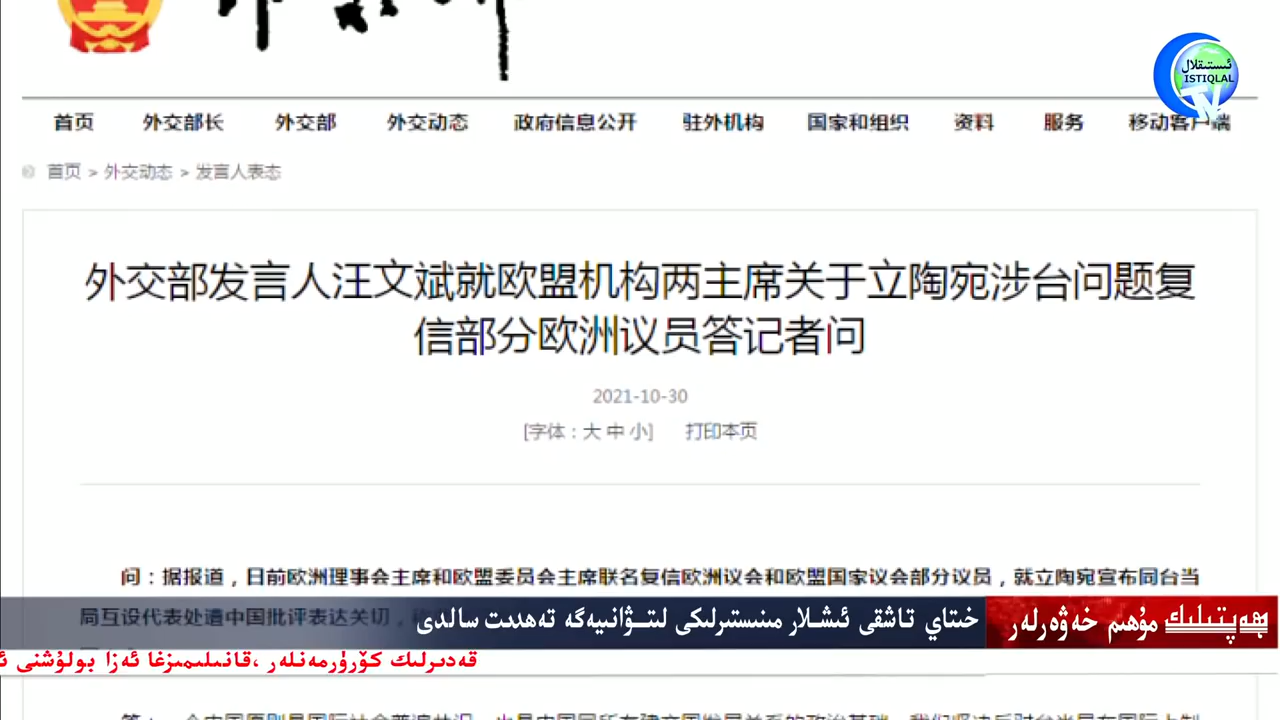 ئىستىقلال
ISTIQLAL
TV
首页 外交部长 外交部 外交动态 政府信息公开 驻外机构 国家和组织 资料 服务 移动客户端
首页 > 外交动态 > 发言人表态
外交部发言人汪文斌就欧盟机构两主席关于立陶宛涉台问题复
信部分欧洲议员答记者问
2021-10-30
[字体：大 中 小] 打印本页
问：据报道，日前欧洲理事会主席和欧盟委员会主席联名复信欧洲议会和欧盟国家议会部分议员，就立陶宛宣布同台当
局互设代表处遭中国批评表达关切，
ھەپتىلىك مۇھىم خەۋەرلەر
خىتاي تاشقى ئىشلار مىنىستىرلىكى لىتۋانىيەگە تەھدىت سالدى
قەدىرلىك كۆرۈرمەنلەر ،قانىلىمىزغا ئەزا بولۇشنى